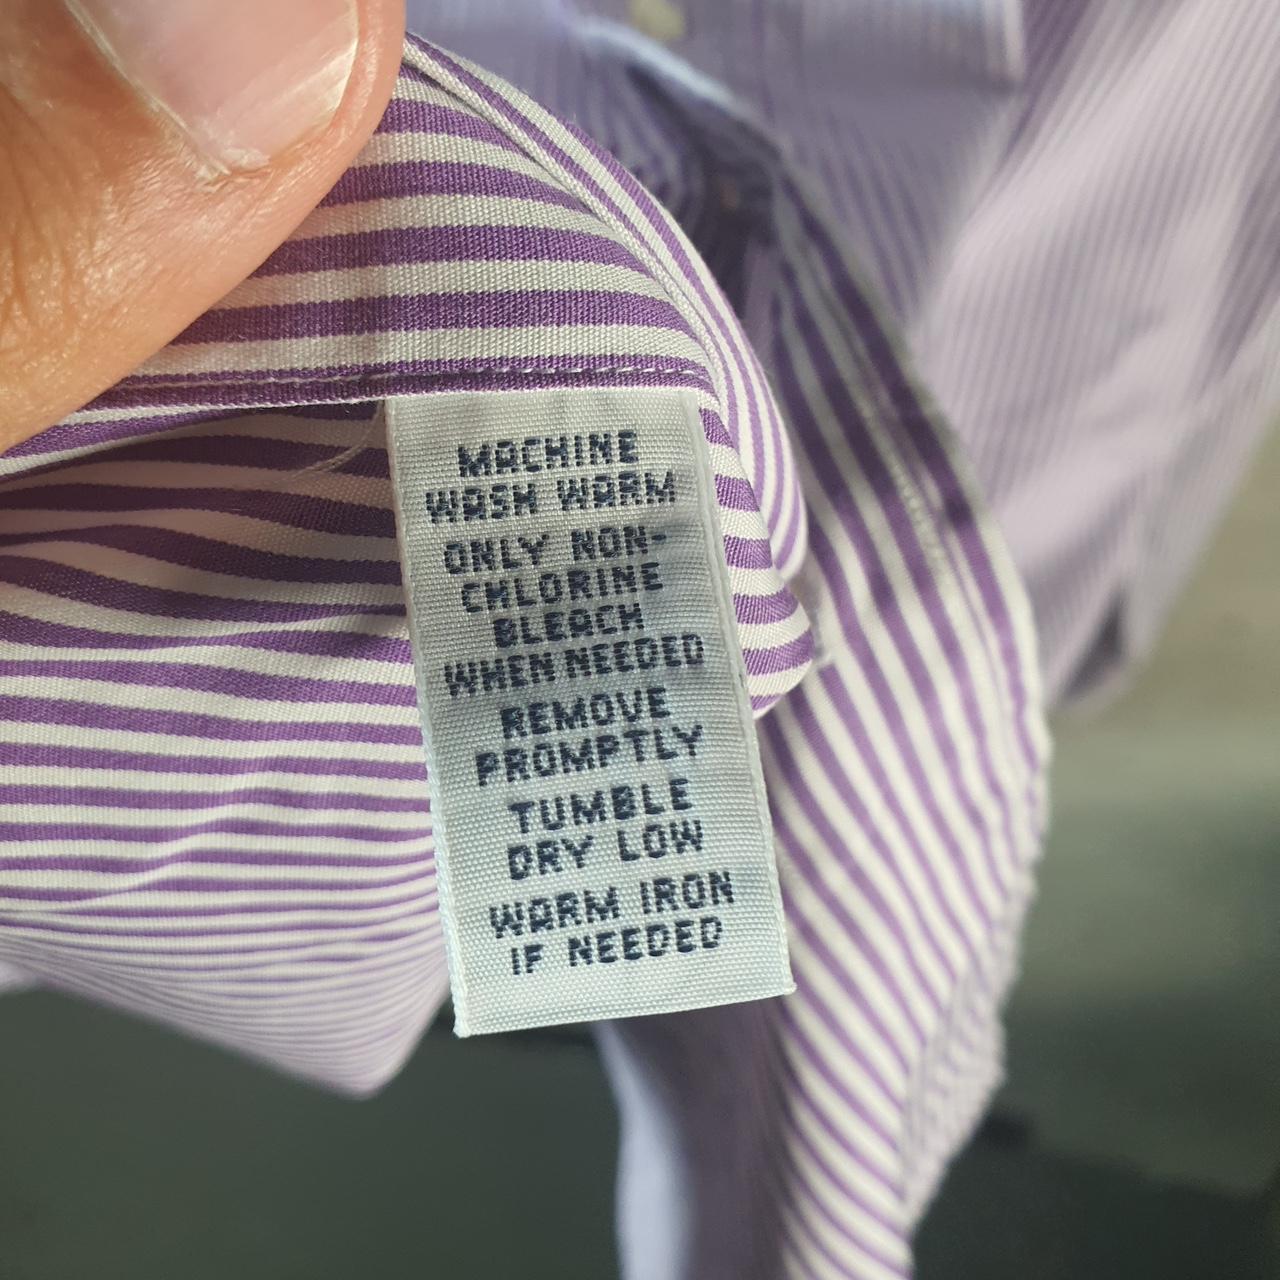 MACHINE
WASH WARM
ONLY NON-
CHLORINE
BLEACH
WHEN NEEDED
REMOVE
PROMPTLY
TUMBLE
DRY LOW
WARM IRON
IF NEEDED